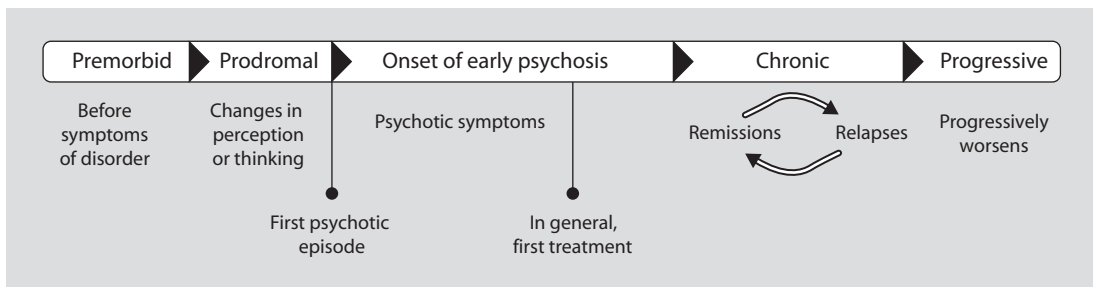 Premorbid Prodromal Onset of early psychosis Chronic Progressive
Before
symptoms
of disorder
Changes in
perception
or thinking
Psychotic symptoms
Remissions Relapses
Progressively
worsens
First psychotic
episode
In general,
first treatment